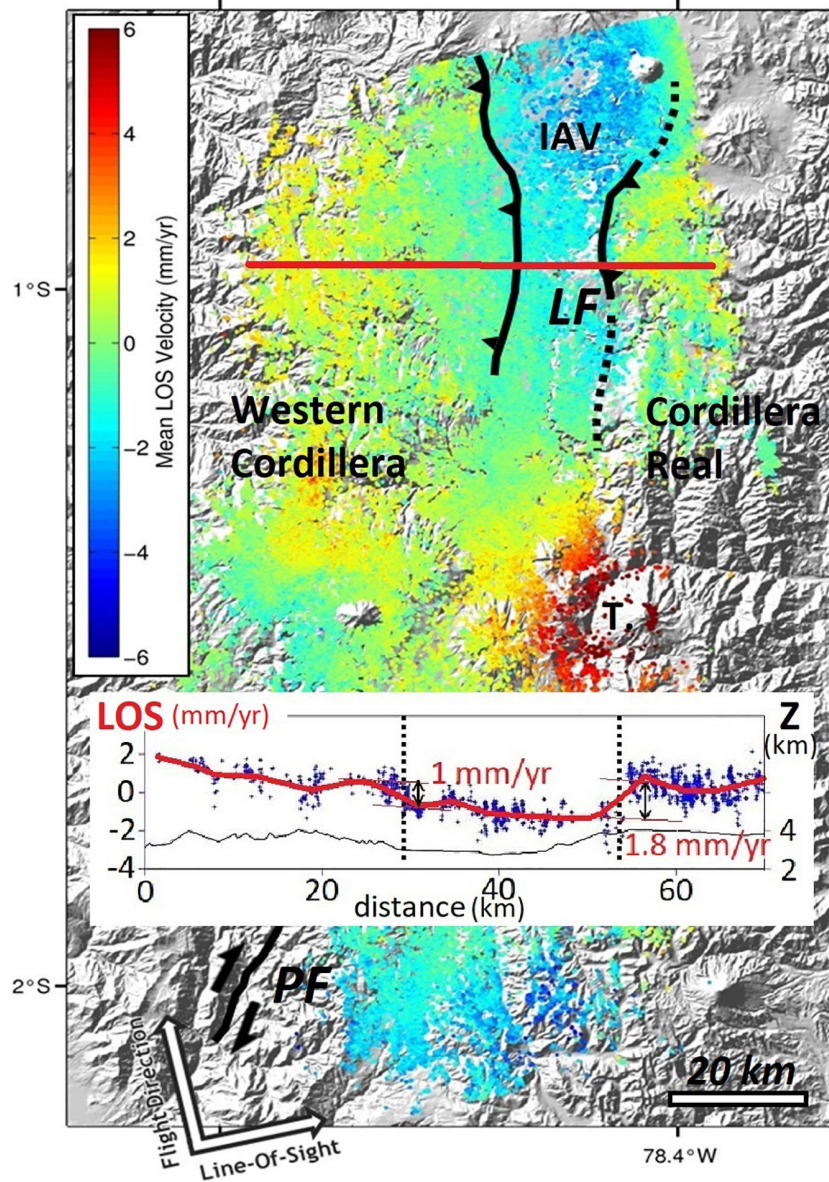 6
4
2
0
−2
−4
−6
Mean LOS Velocity (mm/yr)
IAV
1°S
LF
Western
Cordillera
Cordillera
Real
T.
LOS (mm/yr)
Z
(km)
2
0
-2
-4
1 mm/yr
1.8 mm/yr
4
2
0
20
40
60
distance (km)
2°S
PF
Flight Direction
Line-Of-Sight
20 km
78.4°W